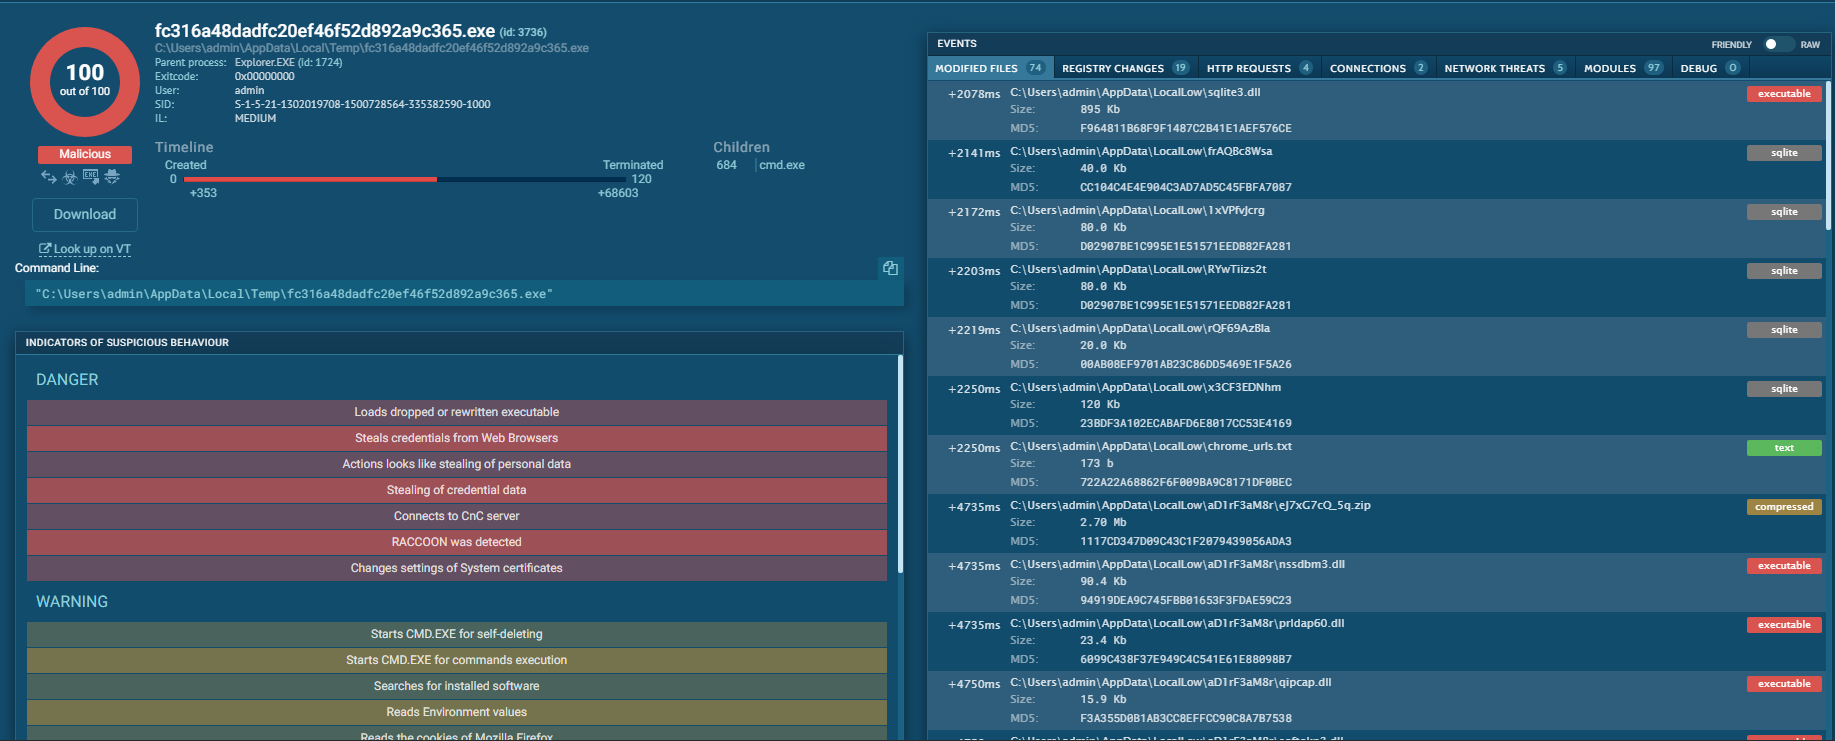 fc316a48dadfc20ef46f52d892a9c365.exe (id: 3736)
C:\Users\admin\AppData\Local\Temp\fc316a48dadfc20ef46f52d892a9c365.exe
Parent process: Explorer.EXE (id: 1724)
Exitcode: 0x00000000
User: admin
SID: S-1-5-21-1302019708-1500728564-335382590-1000
IL: MEDIUM
100
out of 100
Malicious
EXE
Download
Look up on VT
Timeline
Created Terminated
0 120
+353 +68603
Children
684 cmd.exe
Command Line:
"C:\Users\admin\AppData\Local\Temp\fc316a48dadfc20ef46f52d892a9c365.exe"
INDICATORS OF SUSPICIOUS BEHAVIOUR
DANGER
Loads dropped or rewritten executable
Steals credentials from Web Browsers
Actions looks like stealing of personal data
Stealing of credential data
Connects to CnC server
RACCOON was detected
Changes settings of System certificates
WARNING
Starts CMD.EXE for self-deleting
Starts CMD.EXE for commands execution
Searches for installed software
Reads Environment values
Reads the cookies of Mozilla Firefox
EVENTS FRIENDLY RAW
MODIFIED FILES 74 REGISTRY CHANGES 19 HTTP REQUESTS 4 CONNECTIONS 2 NETWORK THREATS 5 MODULES 97 DEBUG 0
+2078ms C:\Users\admin\AppData\LocalLow\sqlite3.dll executable
Size: 895 Kb
MD5: F964811B68F9F1487C2B41E1AEF576CE
+2141ms C:\Users\admin\AppData\LocalLow\frAQBc8Wsa sqlite
Size: 40.0 Kb
MD5: CC104C4E4E904C3AD7AD5C45FBFA7087
+2172ms C:\Users\admin\AppData\LocalLow\1xVPfvJcrg sqlite
Size: 80.0 Kb
MD5: D02907BE1C995E1E51571EEDB82FA281
+2203ms C:\Users\admin\AppData\LocalLow\RYwTiizs2t sqlite
Size: 80.0 Kb
MD5: D02907BE1C995E1E51571EEDB82FA281
+2219ms C:\Users\admin\AppData\LocalLow\rQF69AzBla sqlite
Size: 20.0 Kb
MD5: 00AB08EF9701AB23C86DD5469E1F5A26
+2250ms C:\Users\admin\AppData\LocalLow\x3CF3EDNhm sqlite
Size: 120 Kb
MD5: 23BDF3A102ECABAFD6E8017CC53E4169
+2250ms C:\Users\admin\AppData\LocalLow\chrome_urls.txt text
Size: 173 b
MD5: 722A22A68862F6F009BA9C8171DF0BEC
+4735ms C:\Users\admin\AppData\LocalLow\aD1rF3aM8r\eJ7xG7cQ_5q.zip compressed
Size: 2.70 Mb
MD5: 1117CD347D09C43C1F2079439056ADA3
+4735ms C:\Users\admin\AppData\LocalLow\aD1rF3aM8r\nssdbm3.dll executable
Size: 90.4 Kb
MD5: 94919DEA9C745FBB01653F3FDAE59C23
+4735ms C:\Users\admin\AppData\LocalLow\aD1rF3aM8r\prldap60.dll executable
Size: 23.4 Kb
MD5: 6099C438F37E949C4C541E61E88098B7
+4750ms C:\Users\admin\AppData\LocalLow\aD1rF3aM8r\qipcap.dll executable
Size: 15.9 Kb
MD5: F3A355D0B1AB3CC8EFFCC90C8A7B7538